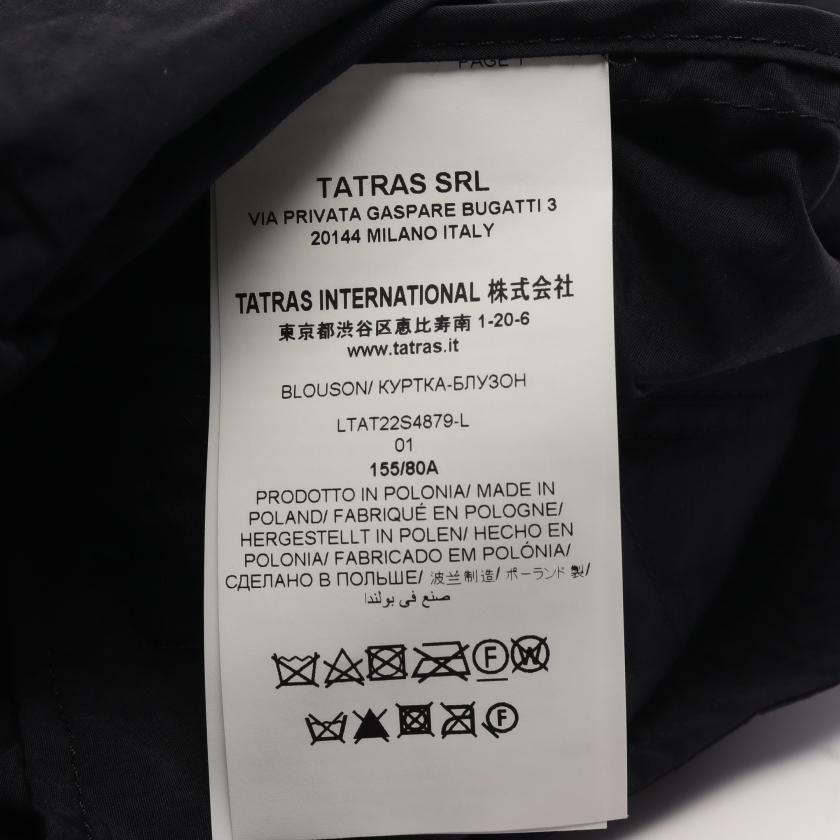 PAGE 1
TATRAS SRL
VIA PRIVATA GASPARE BUGATTI 3
20144 MILANO ITALY
TATRAS INTERNATIONAL 株式会社
東京都渋谷区恵比寿南 1-20-6
www.tatras.it
BLOUSON/ КУРТКА-БЛУЗОН
LTAT22S4879-L
01
155/80A
PRODOTTO IN POLONIA/ MADE IN
POLAND/ FABRIQUÉ EN POLOGNE/
HERGESTELLT IN POLEN/ HECHO EN
POLONIA/ FABRICADO EM POLÓNIA/
СДЕЛАНО В ПОЛЬШЕ/ 波兰制造/ ポーランド 製/
صنع في بولندا
F W
F